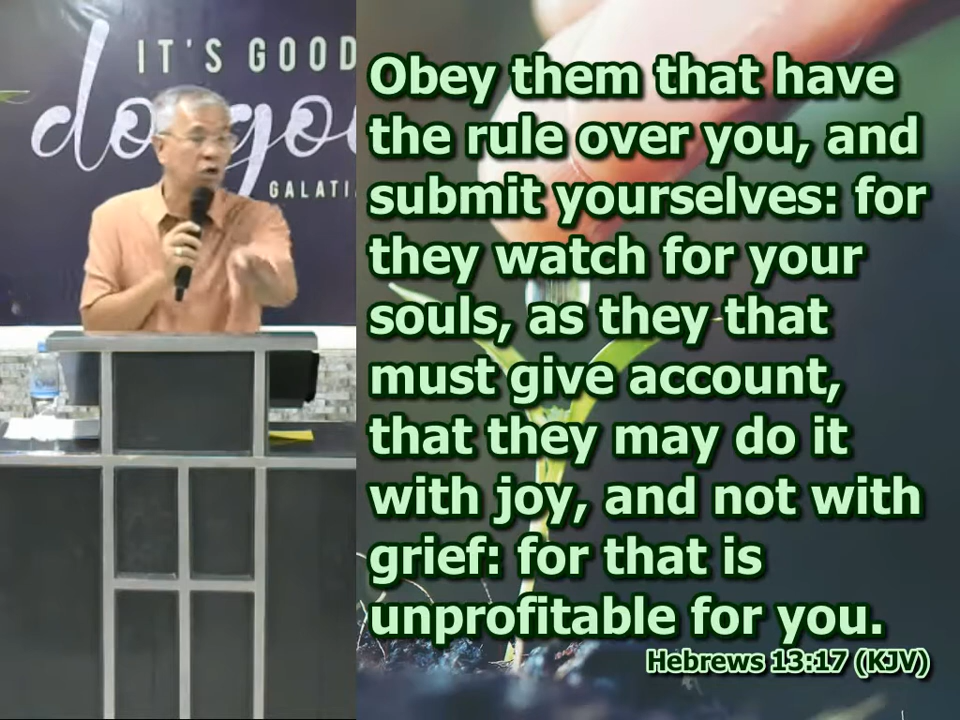 IT'S GOOD
do go
GALATI
Obey them that have
the rule over you, and
submit yourselves: for
they watch for your
souls, as they that
must give account,
that they may do it
with joy, and not with
grief: for that is
unprofitable for you.
Hebrews 13:17 (KJV)